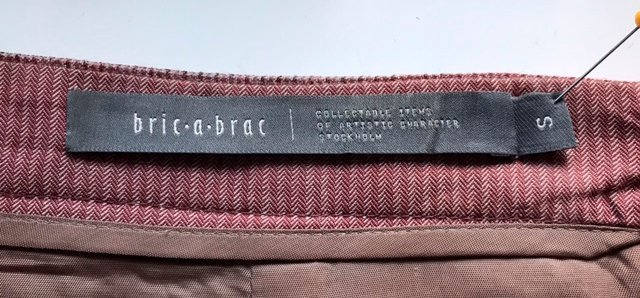 bric·a·brac
COLLECTABLE ITEMS
OF ARTISTIC CHARACTER
STOCKHOLM
S